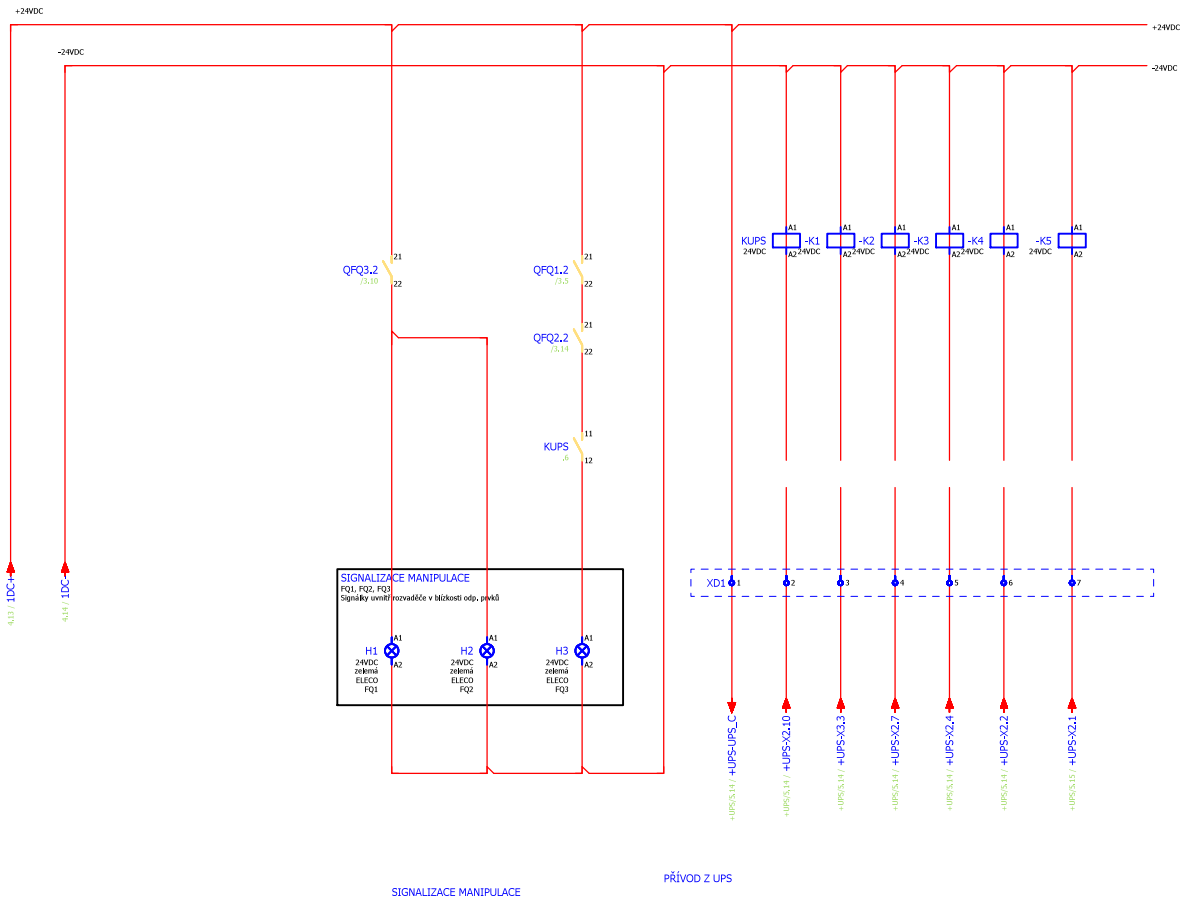 +24VDC
+24VDC
-24VDC
-24VDC
KUPS
24VDC
A1
A2
-K1
24VDC
A1
A2
-K2
24VDC
A1
A2
-K3
24VDC
A1
A2
-K4
24VDC
A1
A2
-K5
24VDC
A1
A2
QFQ3.2
/3.10
21
22
QFQ1.2
/3.5
21
22
QFQ2.2
/3.14
21
22
KUPS
.6
11
12
4.13 / 1DC+
4.14 / 1DC-
SIGNALIZACE MANIPULACE
FQ1, FQ2, FQ3
Signálky uvnitř rozvaděče v blízkosti odp. prvků
H1
24VDC
zelemá
ELECO
FQ1
A1
A2
H2
24VDC
zelemá
ELECO
FQ2
A1
A2
H3
24VDC
zelemá
ELECO
FQ3
A1
A2
XD1
1
2
3
4
5
6
7
+UPS/5.14 / +UPS-UPS_C
+UPS/5.14 / +UPS-X2.10
+UPS/5.14 / +UPS-X3.3
+UPS/5.14 / +UPS-X2.7
+UPS/5.14 / +UPS-X2.4
+UPS/5.14 / +UPS-X2.2
+UPS/5.15 / +UPS-X2.1
PŘÍVOD Z UPS
SIGNALIZACE MANIPULACE